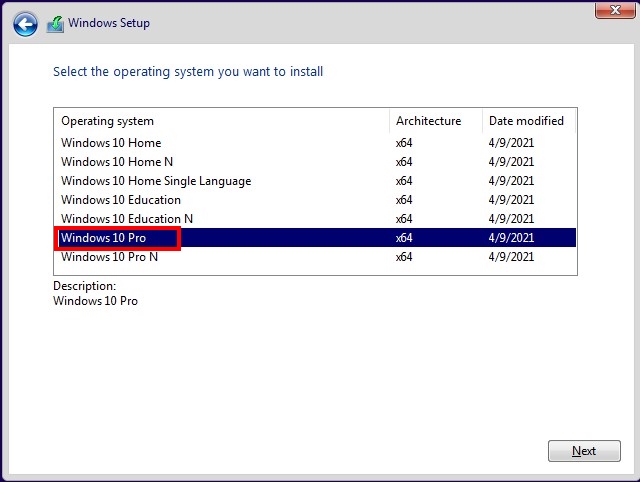 Windows Setup
Select the operating system you want to install
Operating system Architecture Date modified
Windows 10 Home x64 4/9/2021
Windows 10 Home N x64 4/9/2021
Windows 10 Home Single Language x64 4/9/2021
Windows 10 Education x64 4/9/2021
Windows 10 Education N x64 4/9/2021
Windows 10 Pro x64 4/9/2021
Windows 10 Pro N x64 4/9/2021
Description:
Windows 10 Pro
Next